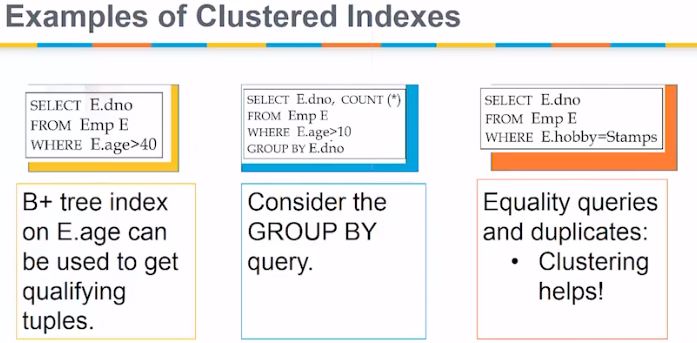 Examples of Clustered Indexes
SELECT E.dno
FROM Emp E
WHERE E.age>40
SELECT E.dno, COUNT (*)
FROM Emp E
WHERE E.age>10
GROUP BY E.dno
SELECT E.dno
FROM Emp E
WHERE E.hobby=Stamps
B+ tree index
on E.age can
be used to get
qualifying
tuples.
Consider the
GROUP BY
query.
Equality queries
and duplicates:
• Clustering
helps!